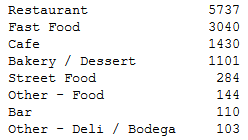 Restaurant 5737
Fast Food 3040
Cafe 1430
Bakery / Dessert 1101
Street Food 284
Other - Food 144
Bar 110
Other - Deli / Bodega 103